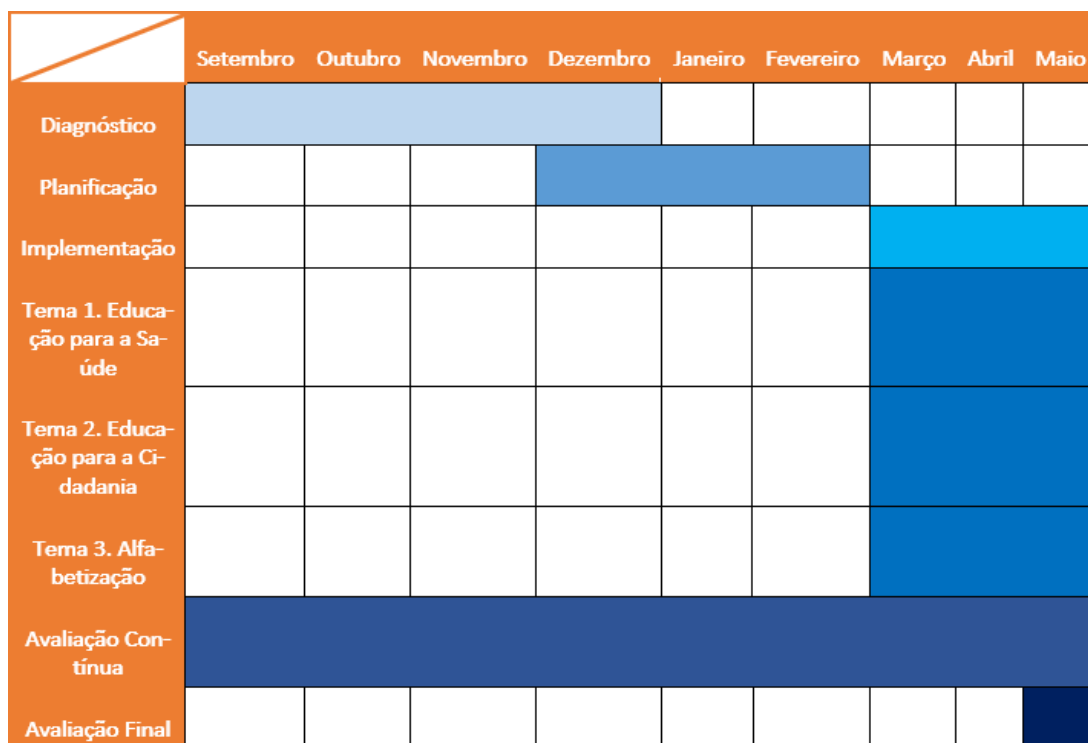 Setembro Outubro Novembro Dezembro Janeiro Fevereiro Março Abril Maio
Diagnóstico
Planificação
Implementação
Tema 1. Educa-
ção para a Sa-
úde
Tema 2. Educa-
ção para a Ci-
dadania
Tema 3. Alfa-
betização
Avaliação Con-
tínua
Avaliação Final